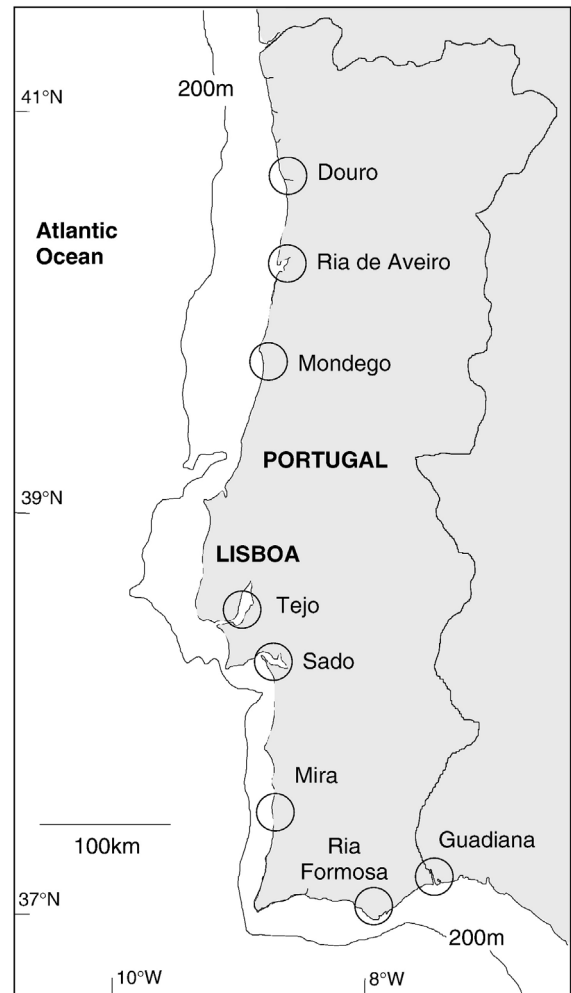 200m
41°N
Douro
Atlantic
Ocean
Ria de Aveiro
Mondego
PORTUGAL
39°N
LISBOA
Tejo
Sado
Mira
100km
Ria
Formosa
Guadiana
37°N
200m
10°W
8°W